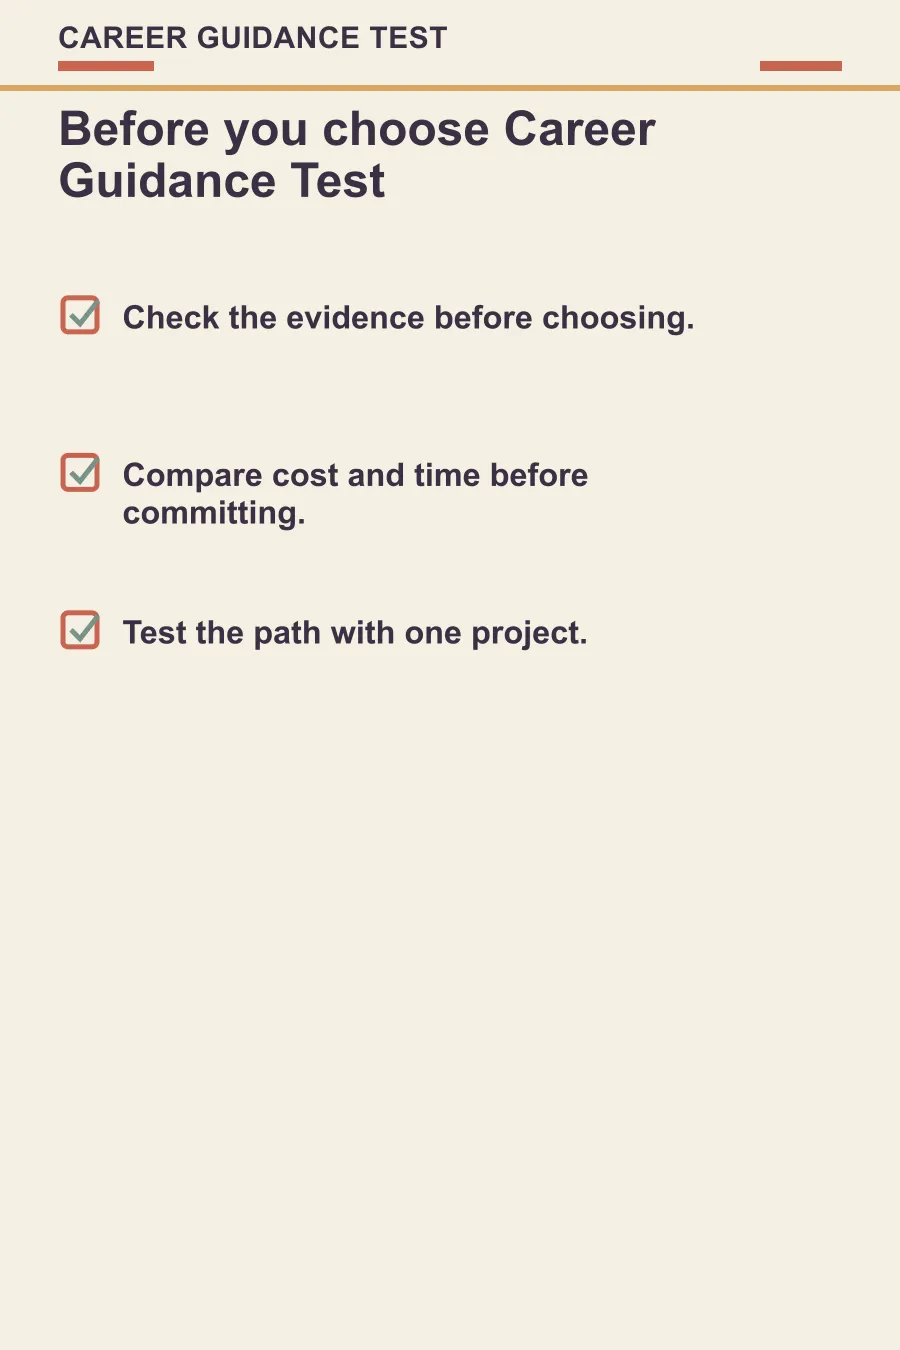 CAREER GUIDANCE TEST
Before you choose Career
Guidance Test
Check the evidence before choosing.
Compare cost and time before
committing.
Test the path with one project.